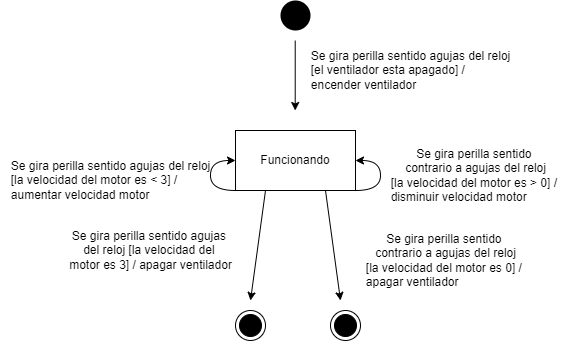 Se gira perilla sentido agujas del reloj
[el ventilador esta apagado] /
encender ventilador
Funcionando
Se gira perilla sentido agujas del reloj
[la velocidad del motor es < 3] /
aumentar velocidad motor
Se gira perilla sentido
contrario a agujas del reloj
[la velocidad del motor es > 0] /
disminuir velocidad motor
Se gira perilla sentido agujas
del reloj [la velocidad del
motor es 3] / apagar ventilador
Se gira perilla sentido
contrario a agujas del reloj
[la velocidad del motor es 0] /
apagar ventilador